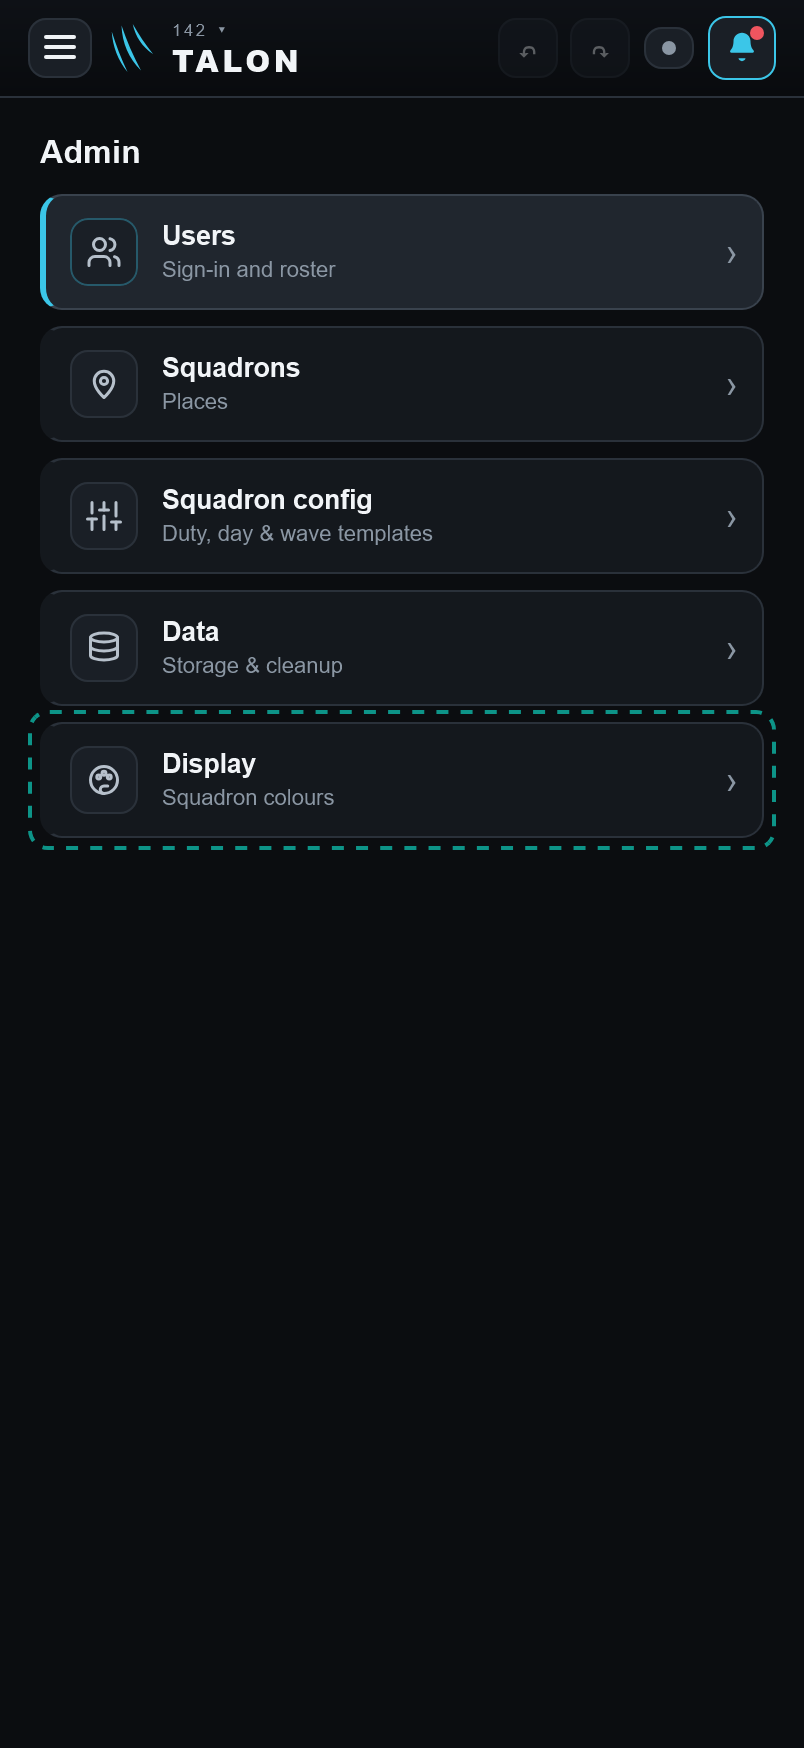 142 ▾
TALON
Admin
Users
Sign-in and roster
Squadrons
Places
Squadron config
Duty, day & wave templates
Data
Storage & cleanup
Display
Squadron colours